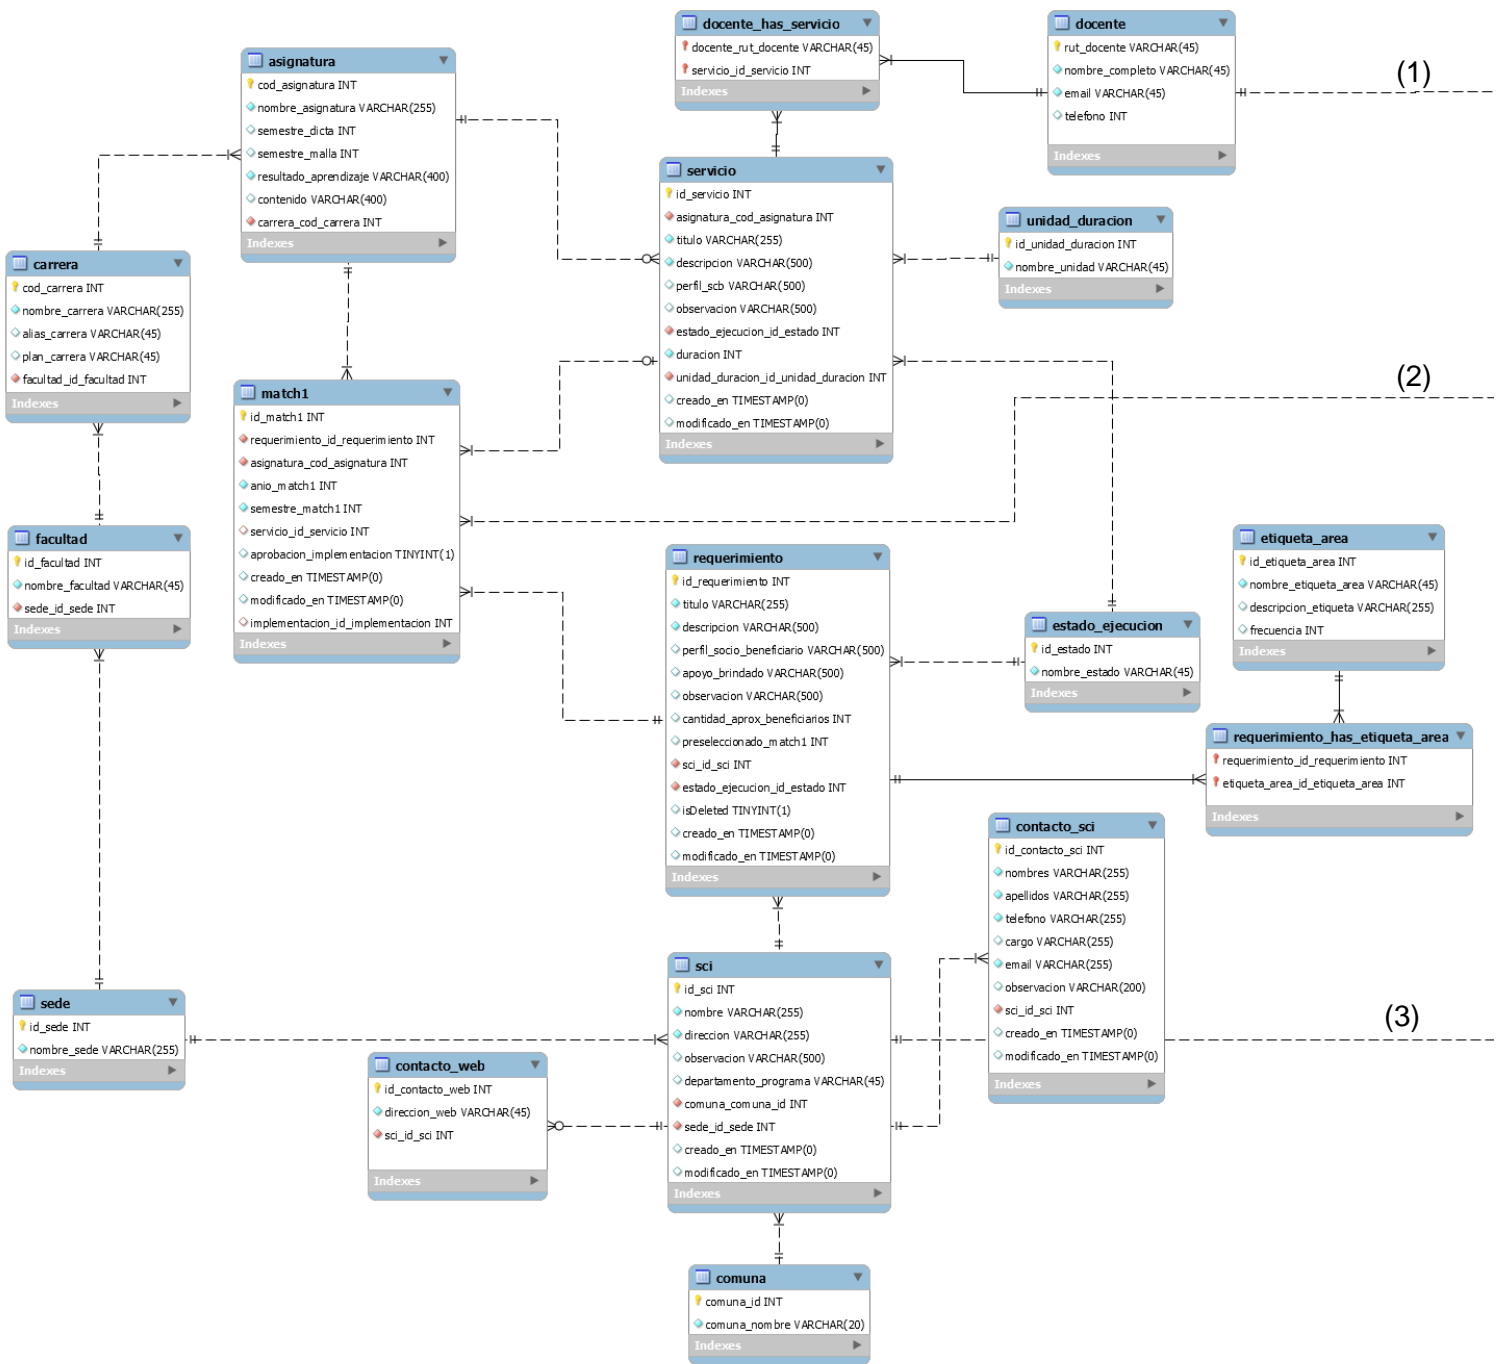 docente_has_servicio
docente_rut_docente VARCHAR(45)
servicio_id_servicio INT
Indexes
docente
rut_docente VARCHAR(45)
nombre_completo VARCHAR(45)
email VARCHAR(45)
telefono INT
Indexes
(1)
asignatura
cod_asignatura INT
nombre_asignatura VARCHAR(255)
semestre_dicta INT
semestre_malla INT
resultado_aprendizaje VARCHAR(400)
contenido VARCHAR(400)
carrera_cod_carrera INT
Indexes
servicio
id_servicio INT
asignatura_cod_asignatura INT
titulo VARCHAR(255)
descripcion VARCHAR(500)
perfil_scb VARCHAR(500)
observacion VARCHAR(500)
estado_ejecucion_id_estado INT
duracion INT
unidad_duracion_id_unidad_duracion INT
creado_en TIMESTAMP(0)
modificado_en TIMESTAMP(0)
Indexes
unidad_duracion
id_unidad_duracion INT
nombre_unidad VARCHAR(45)
Indexes
carrera
cod_carrera INT
nombre_carrera VARCHAR(255)
alias_carrera VARCHAR(45)
plan_carrera VARCHAR(45)
facultad_id_facultad INT
Indexes
(2)
match1
id_match1 INT
requerimiento_id_requerimiento INT
asignatura_cod_asignatura INT
anio_match1 INT
semestre_match1 INT
servicio_id_servicio INT
aprobacion_implementacion TINYINT(1)
creado_en TIMESTAMP(0)
modificado_en TIMESTAMP(0)
implementacion_id_implementacion INT
Indexes
facultad
id_facultad INT
nombre_facultad VARCHAR(45)
sede_id_sede INT
Indexes
requerimiento
id_requerimiento INT
titulo VARCHAR(255)
descripcion VARCHAR(500)
perfil_socio_beneficiario VARCHAR(500)
apoyo_brindado VARCHAR(500)
observacion VARCHAR(500)
cantidad_aprox_beneficiarios INT
preseleccionado_match1 INT
sci_id_sci INT
estado_ejecucion_id_estado INT
isDeleted TINYINT(1)
creado_en TIMESTAMP(0)
modificado_en TIMESTAMP(0)
Indexes
estado_ejecucion
id_estado INT
nombre_estado VARCHAR(45)
Indexes
etiqueta_area
id_etiqueta_area INT
nombre_etiqueta_area VARCHAR(45)
descripcion_etiqueta VARCHAR(255)
frecuencia INT
Indexes
requerimiento_has_etiqueta_area
requerimiento_id_requerimiento INT
etiqueta_area_id_etiqueta_area INT
Indexes
contacto_sci
id_contacto_sci INT
nombres VARCHAR(255)
apellidos VARCHAR(255)
telefono VARCHAR(255)
cargo VARCHAR(255)
email VARCHAR(255)
observacion VARCHAR(200)
sci_id_sci INT
creado_en TIMESTAMP(0)
modificado_en TIMESTAMP(0)
Indexes
(3)
sci
id_sci INT
nombre VARCHAR(255)
direccion VARCHAR(255)
observacion VARCHAR(500)
departamento_programa VARCHAR(45)
comuna_comuna_id INT
sede_id_sede INT
creado_en TIMESTAMP(0)
modificado_en TIMESTAMP(0)
Indexes
sede
id_sede INT
nombre_sede VARCHAR(255)
Indexes
contacto_web
id_contacto_web INT
direccion_web VARCHAR(45)
sci_id_sci INT
Indexes
comuna
comuna_id INT
comuna_nombre VARCHAR(20)
Indexes